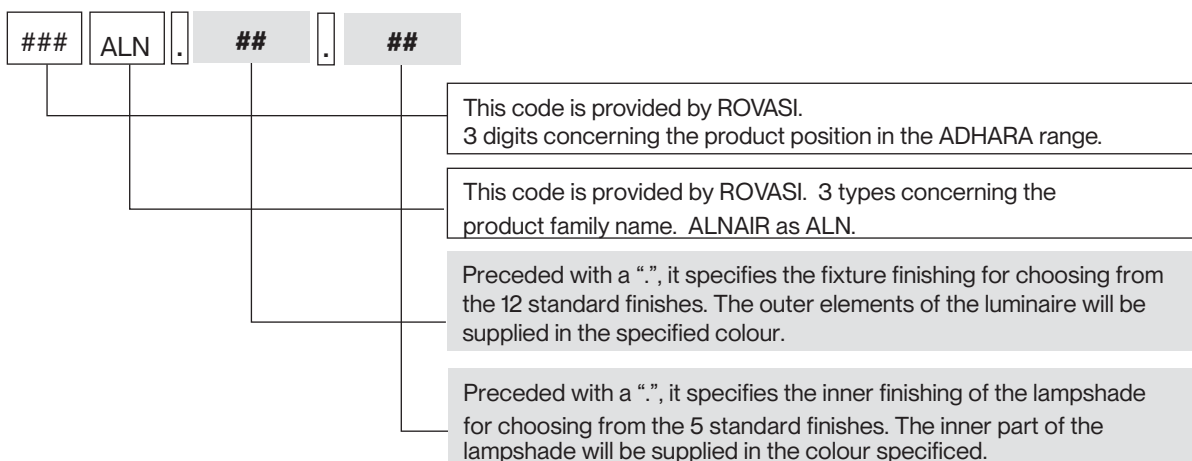 ### ALN . ## . ##
This code is provided by ROVASI.
3 digits concerning the product position in the ADHARA range.
This code is provided by ROVASI. 3 types concerning the
product family name. ALNAIR as ALN.
Preceded with a “.”, it specifies the fixture finishing for choosing from
the 12 standard finishes. The outer elements of the luminaire will be
supplied in the specified colour.
Preceded with a “.”, it specifies the inner finishing of the lampshade
for choosing from the 5 standard finishes. The inner part of the
lampshade will be supplied in the colour specificed.